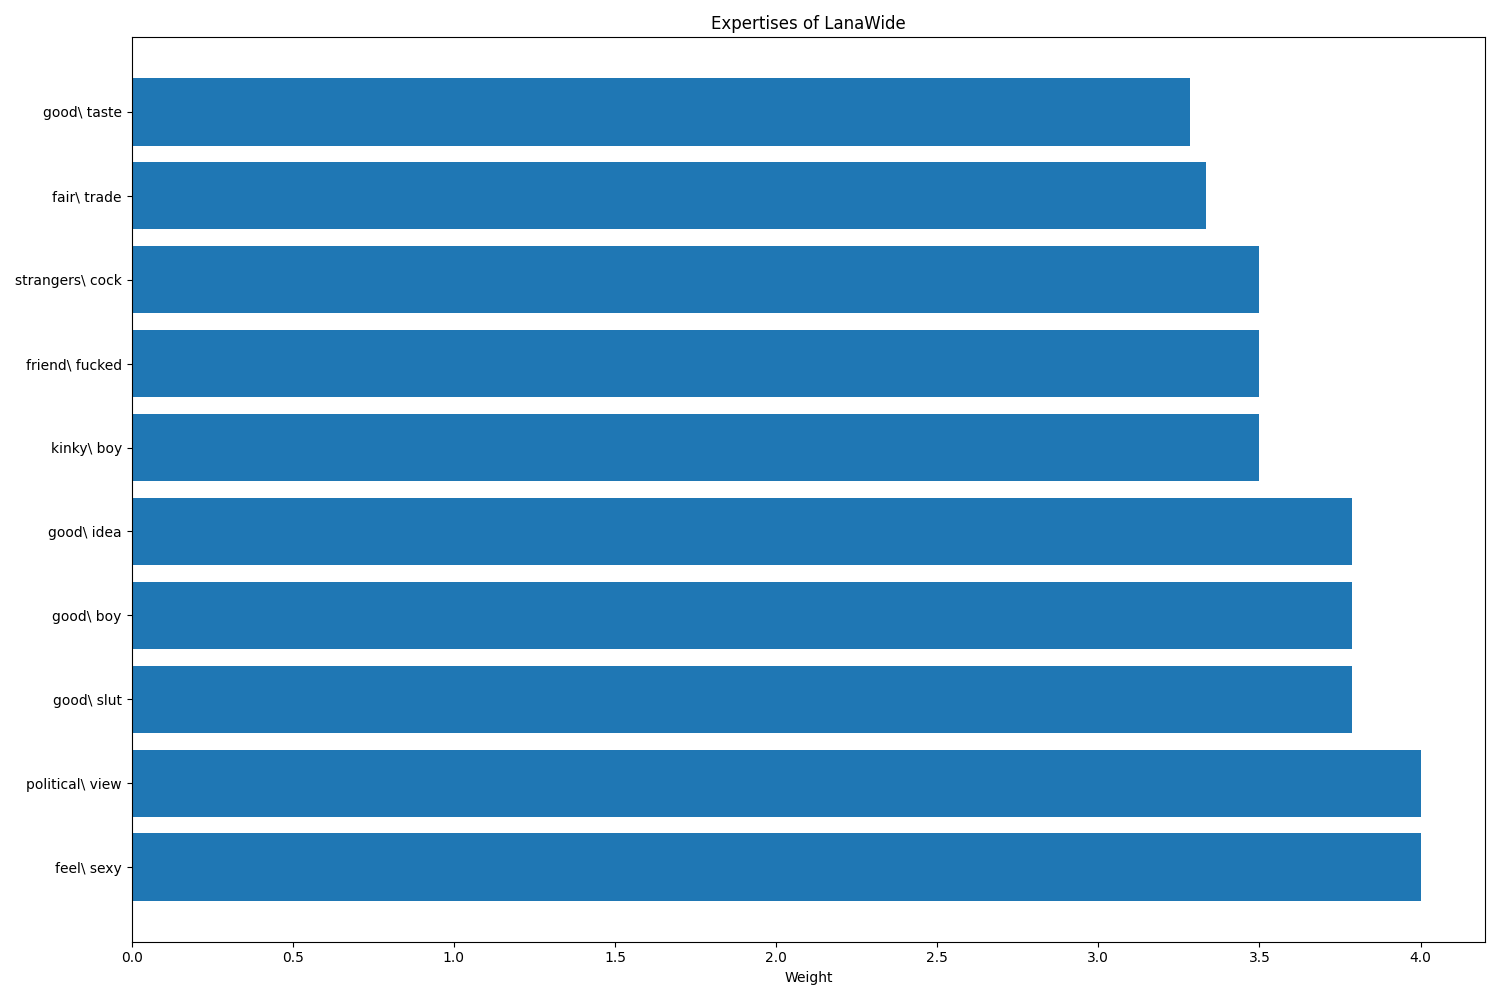 Expertises of LanaWide
good\ taste
fair\ trade
strangers\ cock
friend\ fucked
kinky\ boy
good\ idea
good\ boy
good\ slut
political\ view
feel\ sexy
0.0 0.5 1.0 1.5 2.0 2.5 3.0 3.5 4.0
Weight